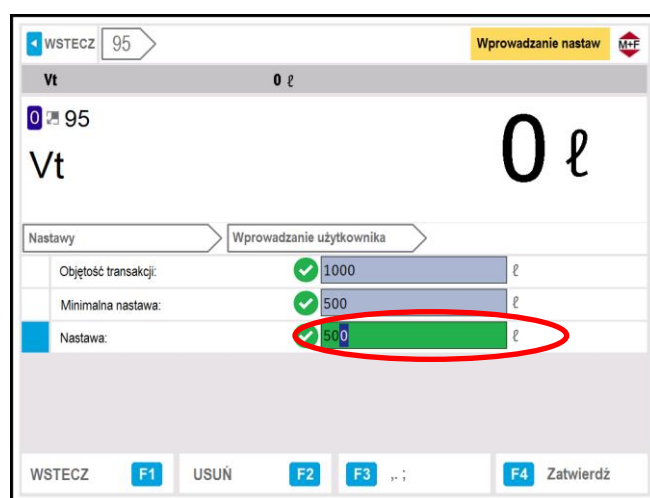 WSTECZ 95 Wprowadzanie nastaw M+F
Vt 0 ℓ
0 95
Vt 0 ℓ
Nastawy Wprowadzanie użytkownika
Objętość transakcji: 1000 ℓ
Minimalna nastawa: 500 ℓ
Nastawa: 500 ℓ
WSTECZ F1 USUŃ F2 F3 ,.; F4 Zatwierdź